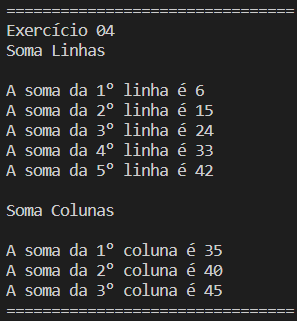 ================================
Exercício 04
Soma Linhas
A soma da 1º linha é 6
A soma da 2º linha é 15
A soma da 3º linha é 24
A soma da 4º linha é 33
A soma da 5º linha é 42
Soma Colunas
A soma da 1º coluna é 35
A soma da 2º coluna é 40
A soma da 3º coluna é 45
================================